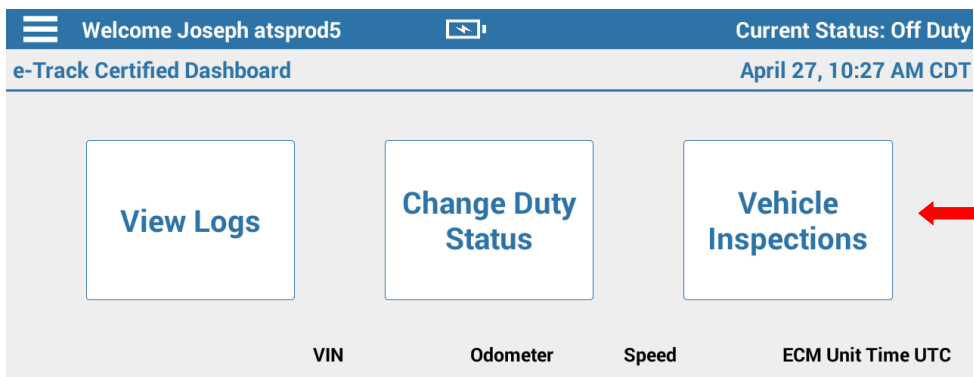 Welcome Joseph atsprod5 Current Status: Off Duty
e-Track Certified Dashboard April 27, 10:27 AM CDT
View Logs
Change Duty
Status
Vehicle
Inspections
VIN Odometer Speed ECM Unit Time UTC